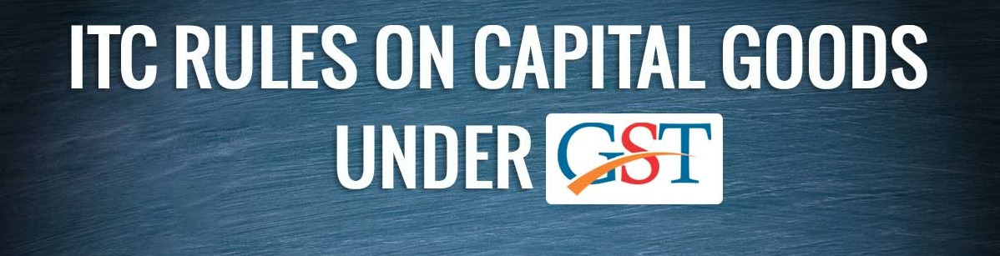 ITC RULES ON CAPITAL GOODS
UNDER GST